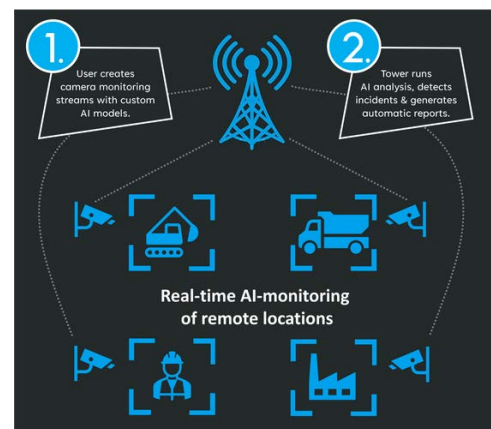 1.
User creates
camera monitoring
streams with custom
AI models.
2.
Tower runs
AI analysis, detects
incidents & generates
automatic reports.
Real-time AI-monitoring
of remote locations